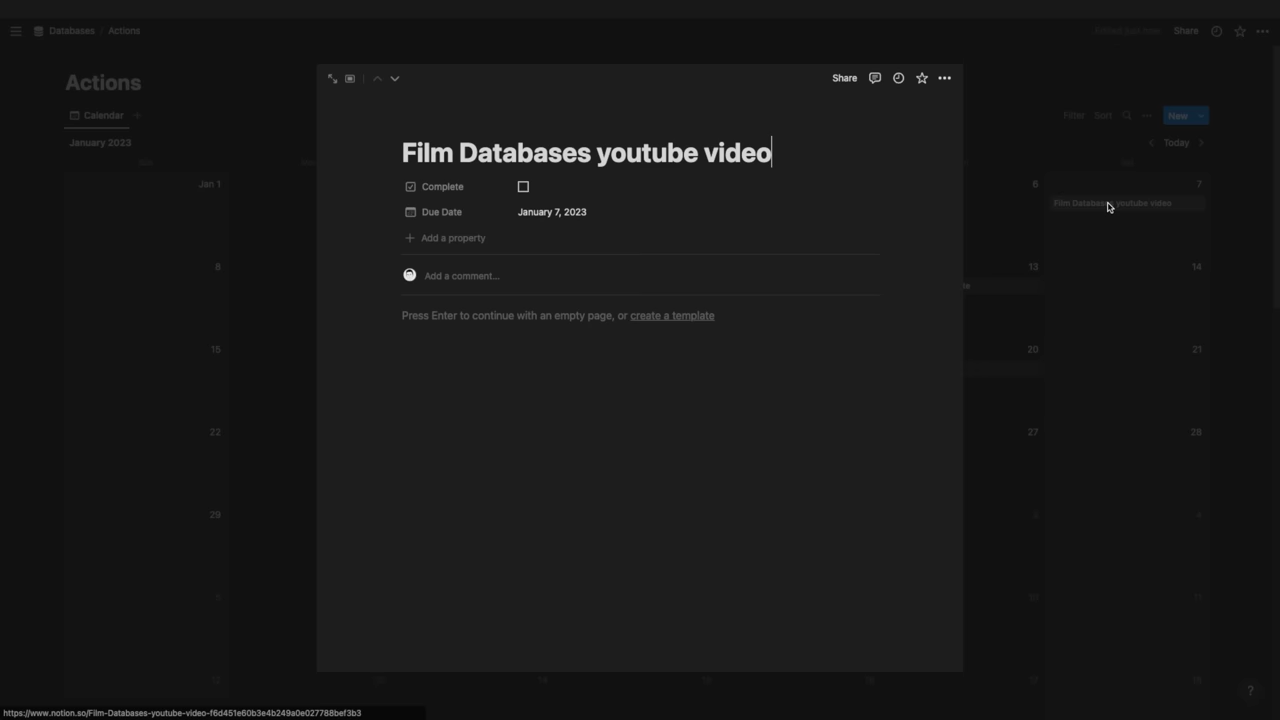 Databases / Actions
Share
Actions
Calendar
Filter Sort New
January 2023
Today
Share
Film Databases youtube video
Complete
Due Date January 7, 2023
Add a property
Add a comment...
Press Enter to continue with an empty page, or create a template
Jan 1
6
7
Film Databases youtube video
8
13
14
15
20
21
22
27
28
29
?
https://www.notion.so/Film-Databases-youtube-video-f6d451e60b3e4b249a0e027788bef3b3